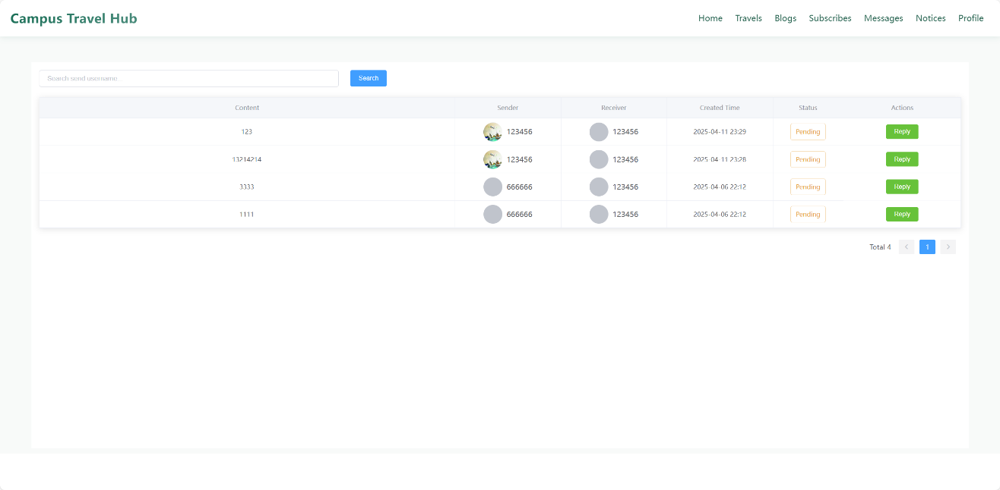 Campus Travel Hub Home Travels Blogs Subscribes Messages Notices Profile
Search send username Search
Content Sender Receiver Created Time Status Actions
123 123456 123456 2025-04-11 23:29 Pending Reply
13214214 123456 123456 2025-04-11 23:28 Pending Reply
3333 666666 123456 2025-04-06 22:12 Pending Reply
1111 666666 123456 2025-04-06 22:12 Pending Reply
Total 4 < 1 >